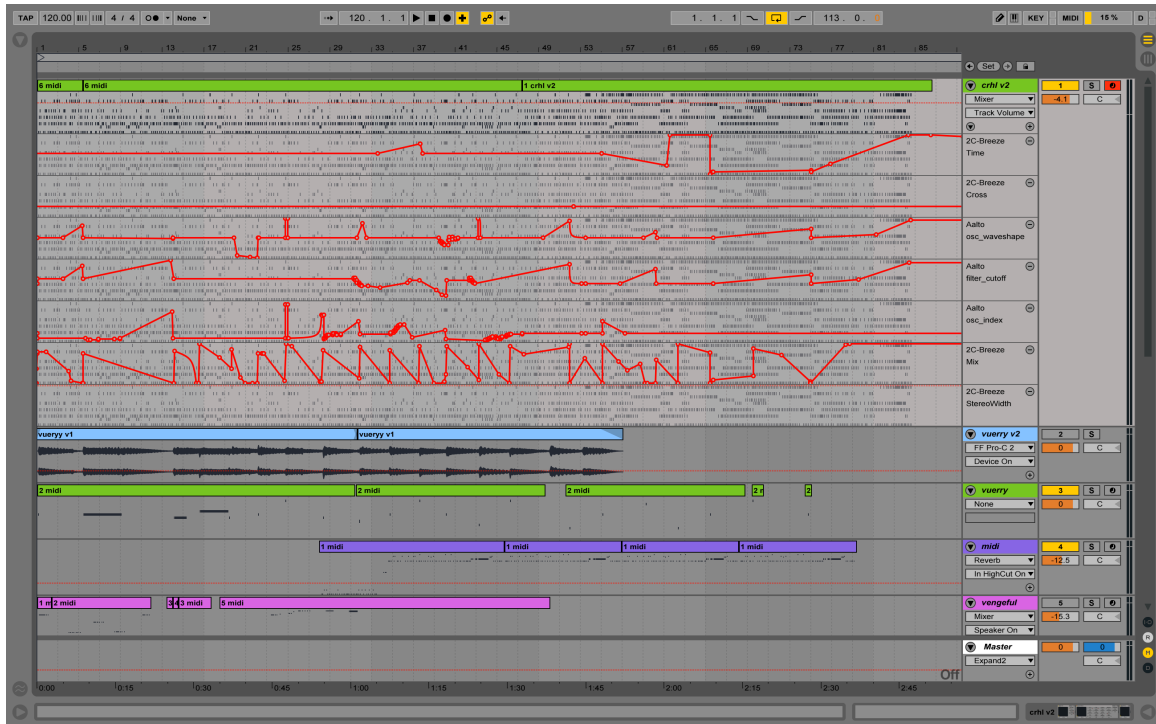 TAP 120.00 4 / 4 None 120 . 1 . 1 1 . 1 . 1 113 . 0 . KEY MIDI 15 % D
1 5 9 13 17 21 25 29 33 37 41 45 49 53 57 61 65 69 73 77 81 85
Set
6 midi 6 midi 1 crhl v2 crhl v2 1 S
Mixer -4.1 C
Track Volume
2C-Breeze
Time
2C-Breeze
Cross
Aalto
osc_waveshape
Aalto
filter_cutoff
Aalto
osc_index
2C-Breeze
Mix
2C-Breeze
StereoWidth
vueryy v1 vueryy v1 vuerry v2 2 S
FF Pro-C 2 0 C
Device On
2 midi 2 midi 2 midi 2 r 2 vuerry 3 S
None 0 C
1 midi 1 midi 1 midi 1 midi midi 4 S
Reverb -12.5 C
In HighCut On
1 m 2 midi 3 4 3 midi 5 midi vengeful 5 S
Mixer -15.3 C
Speaker On
Master 0 0
Expand2 C
Off
0:00 0:15 0:30 0:45 1:00 1:15 1:30 1:45 2:00 2:15 2:30 2:45
crhl v2